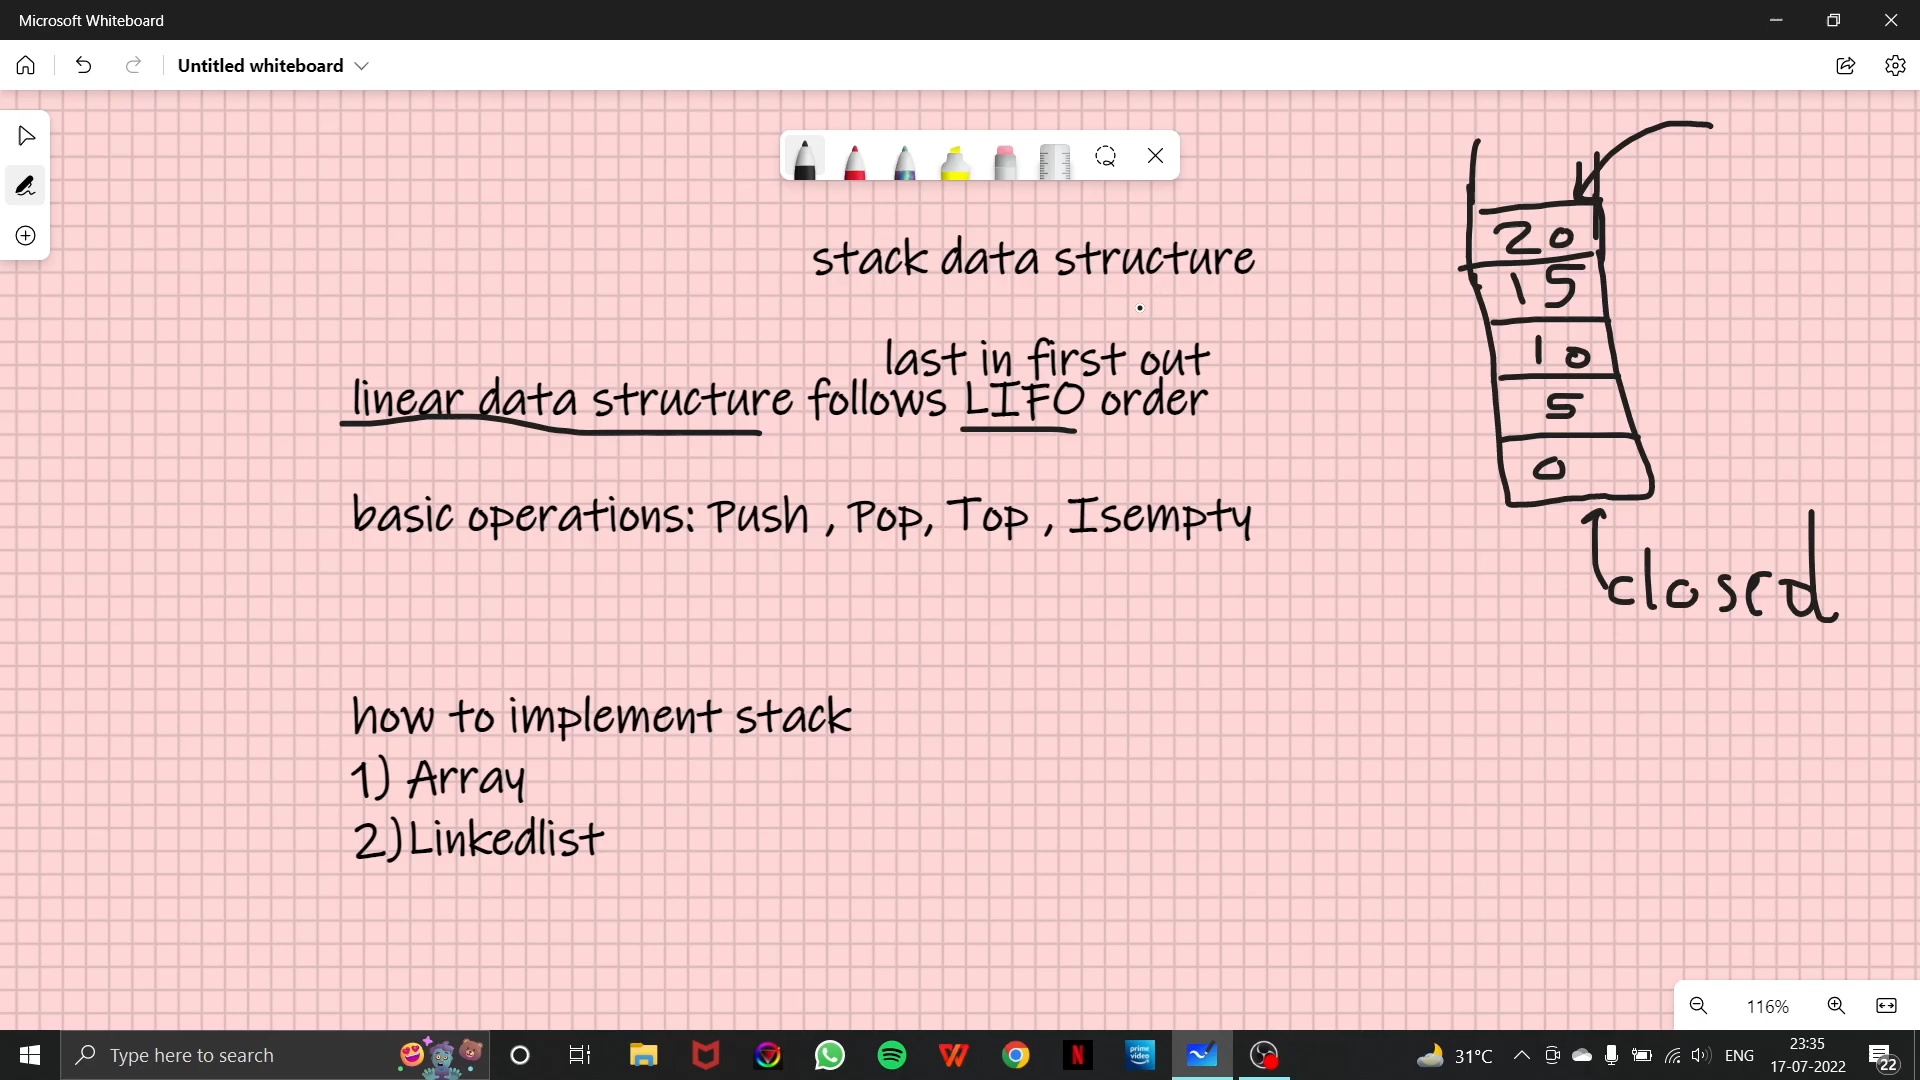 Microsoft Whiteboard
Untitled whiteboard
stack data structure
last in first out
linear data structure follows LIFO order
basic operations: Push , Pop, Top , Isempty
how to implement stack
1) Array
2)Linkedlist
20
15
10
5
0
closed
116%
Type here to search
prime video
31°C
ENG
23:35
17-07-2022
22